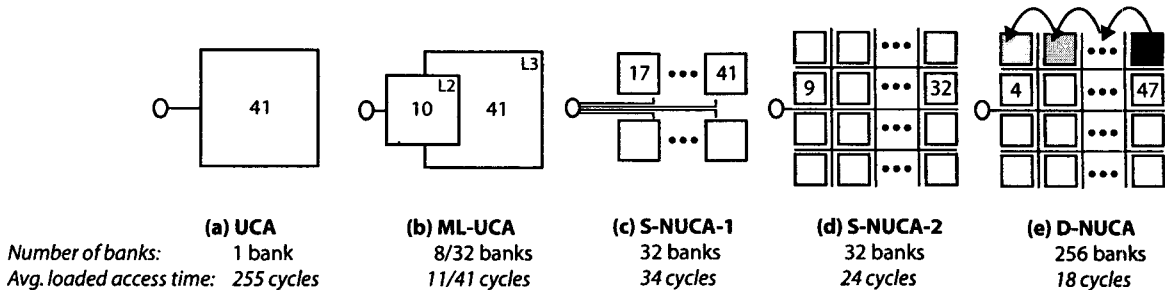 41
L2
10
L3
41
17 ••• 41
••• 
•••
9 ••• 32
•••
•••
•••
4 ••• 47
•••
•••
(a) UCA (b) ML-UCA (c) S-NUCA-1 (d) S-NUCA-2 (e) D-NUCA
Number of banks: 1 bank 8/32 banks 32 banks 32 banks 256 banks
Avg. loaded access time: 255 cycles 11/41 cycles 34 cycles 24 cycles 18 cycles